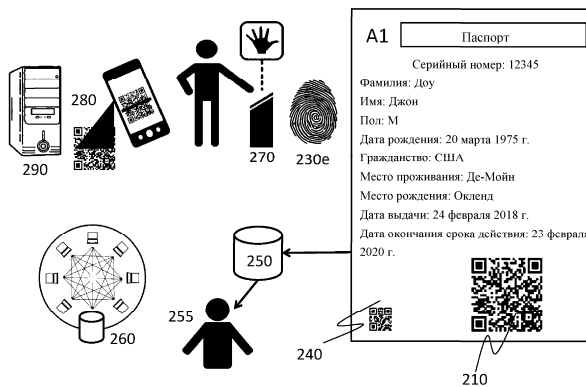 A1
Паспорт
Серийный номер: 12345
Фамилия: Доу
Имя: Джон
Пол: М
Дата рождения: 20 марта 1975 г.
Гражданство: США
Место проживания: Де-Мойн
Место рождения: Окленд
Дата выдачи: 24 февраля 2018 г.
Дата окончания срока действия: 23 февраля
2020 г.
280
290
270
230e
250
255
260
240
210